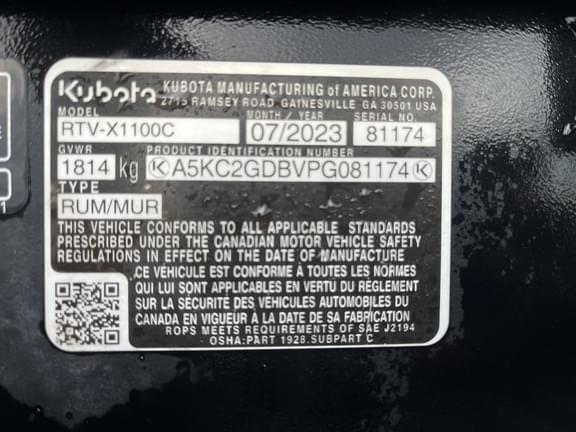 Kubota KUBOTA MANUFACTURING of AMERICA CORP.
2715 RAMSEY ROAD GAINESVILLE GA 30501 USA
MODEL MONTH / YEAR SERIAL NO.
RTV-X1100C 07/2023 81174
GVWR PRODUCT IDENTIFICATION NUMBER
1814 kg K A5KC2GDBVPG081174 K
TYPE
RUM/MUR
THIS VEHICLE CONFORMS TO ALL APPLICABLE STANDARDS
PRESCRIBED UNDER THE CANADIAN MOTOR VEHICLE SAFETY
REGULATIONS IN EFFECT ON THE DATE OF MANUFACTURE
CE VÉHICULE EST CONFORME À TOUTES LES NORMES
QUI LUI SONT APPLICABLES EN VERTU DU RÈGLEMENT
SUR LA SÉCURITE DES VÉHICULES AUTOMOBILES DU
CANADA EN VIGUEUR À LA DATE DE SA FABRICATION
ROPS MEETS REQUIREMENTS OF SAE J2194
OSHA:PART 1928.SUBPART C